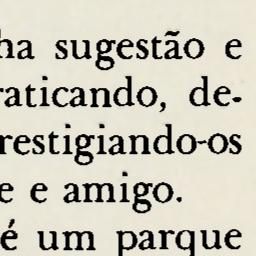 ha sugestão e
raticando, de-
restigiando-os
e e amigo.
é um parque